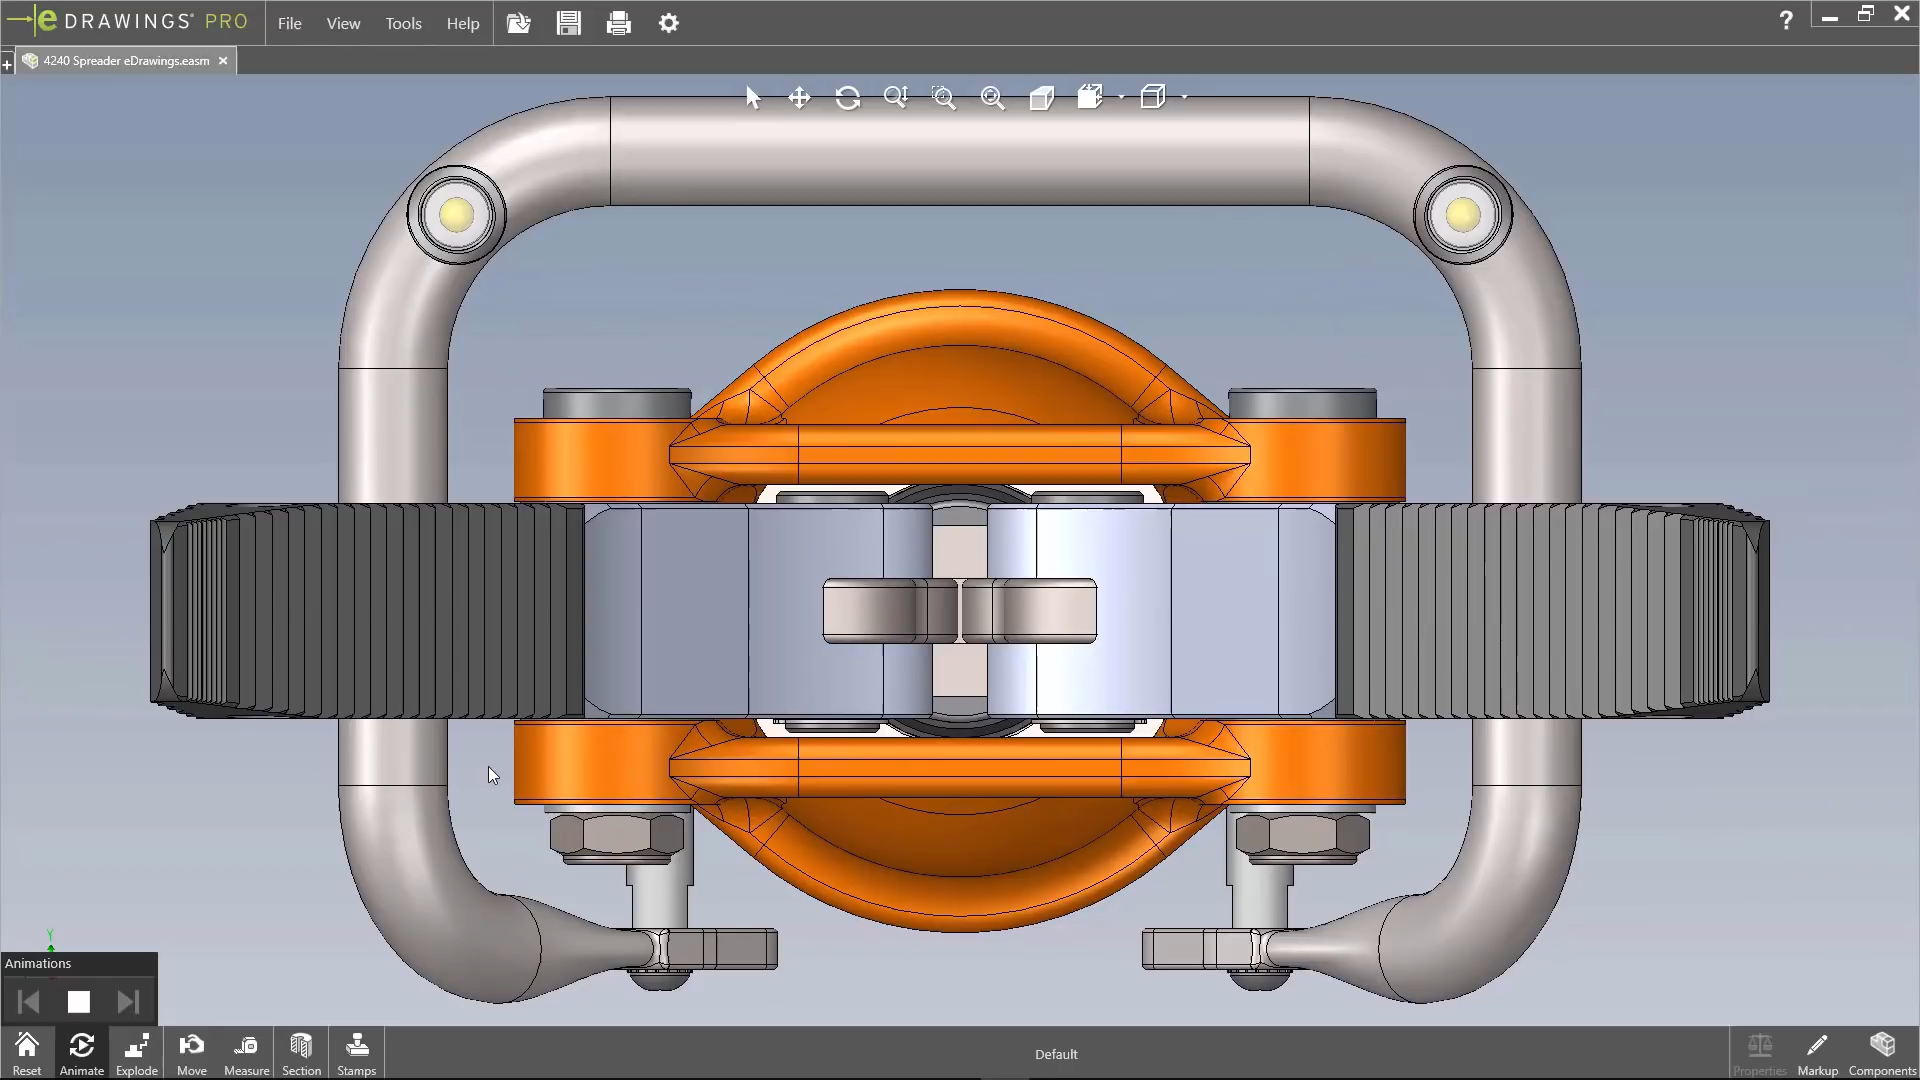 eDRAWINGS® PRO
File View Tools Help
?
4240 Spreader eDrawings.easm
Y
Animations
Reset Animate Explode Move Measure Section Stamps
Default
Properties Markup Components